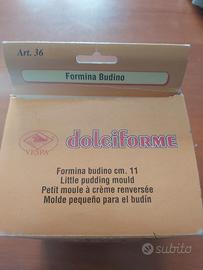 Art. 36
Formina Budino
VESPA
dolciFORME
Formina budino cm. 11
Little pudding mould
Petit moule à crème renversée
Molde pequeño para el budín
subito